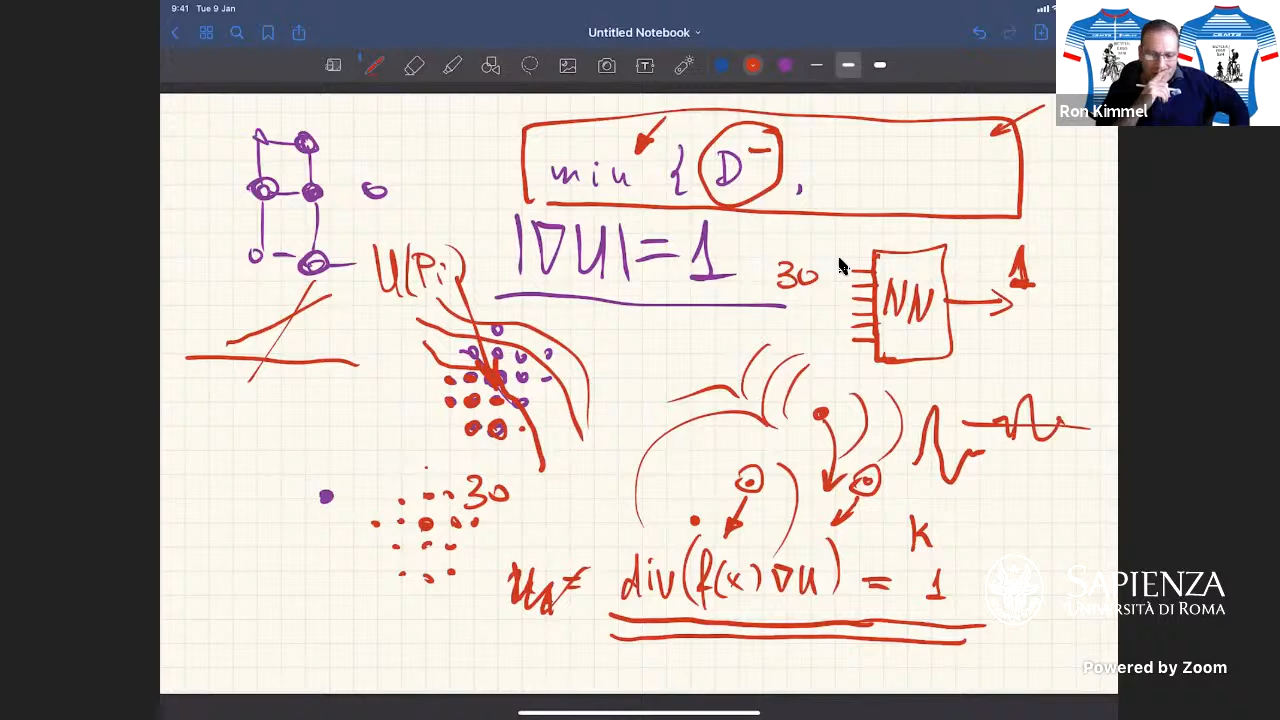 9:41 Tue 9 Jan
Untitled Notebook
Ron Kimmel
min { D⁻ ,
|∇U| = 1
U(Pi)
30
NN
1
30
K
div(f(x)∇u) = 1
SAPIENZA
UNIVERSITÀ DI ROMA
Powered by Zoom